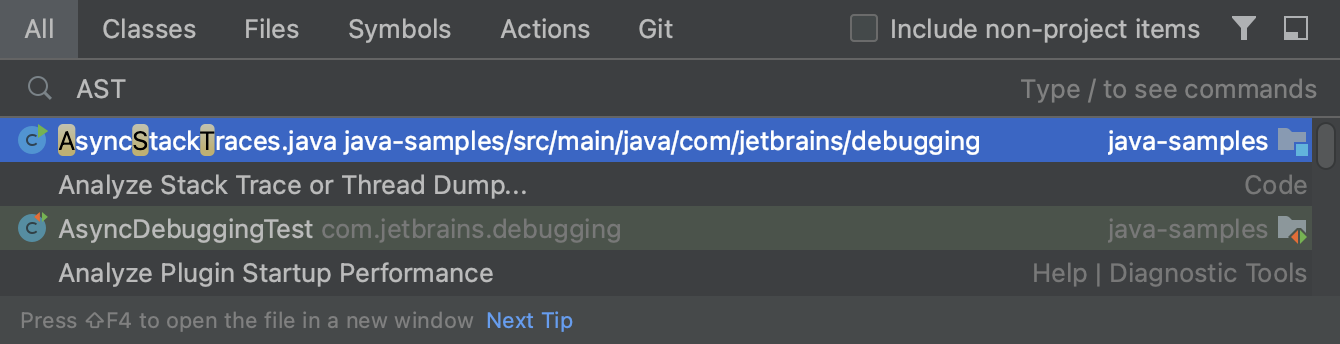 All Classes Files Symbols Actions Git Include non-project items
AST Type / to see commands
AsyncStackTraces.java java-samples/src/main/java/com/jetbrains/debugging java-samples
Analyze Stack Trace or Thread Dump... Code
AsyncDebuggingTest com.jetbrains.debugging java-samples
Analyze Plugin Startup Performance Help | Diagnostic Tools
Press ⇧F4 to open the file in a new window Next Tip